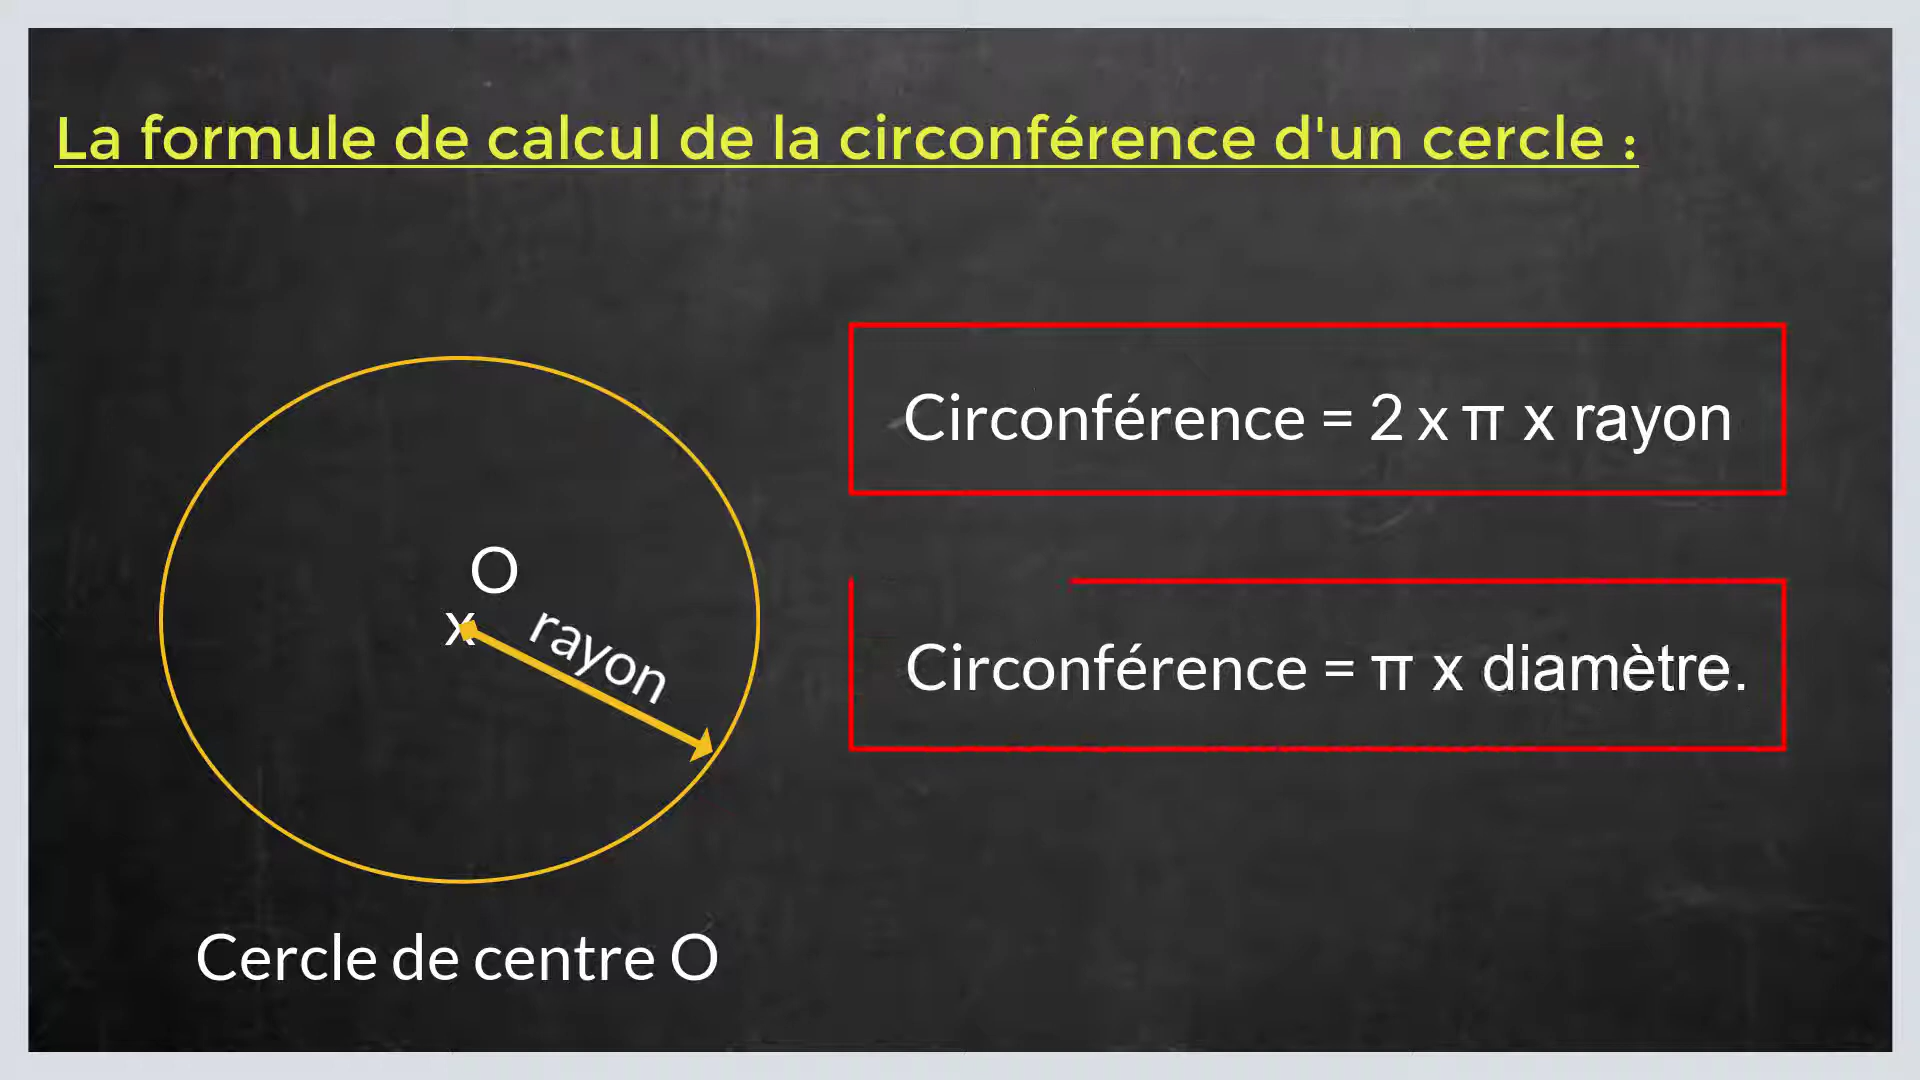 La formule de calcul de la circonférence d'un cercle :
Circonférence = 2 x π x rayon
O
x
rayon
Circonférence = π x diamètre.
Cercle de centre O